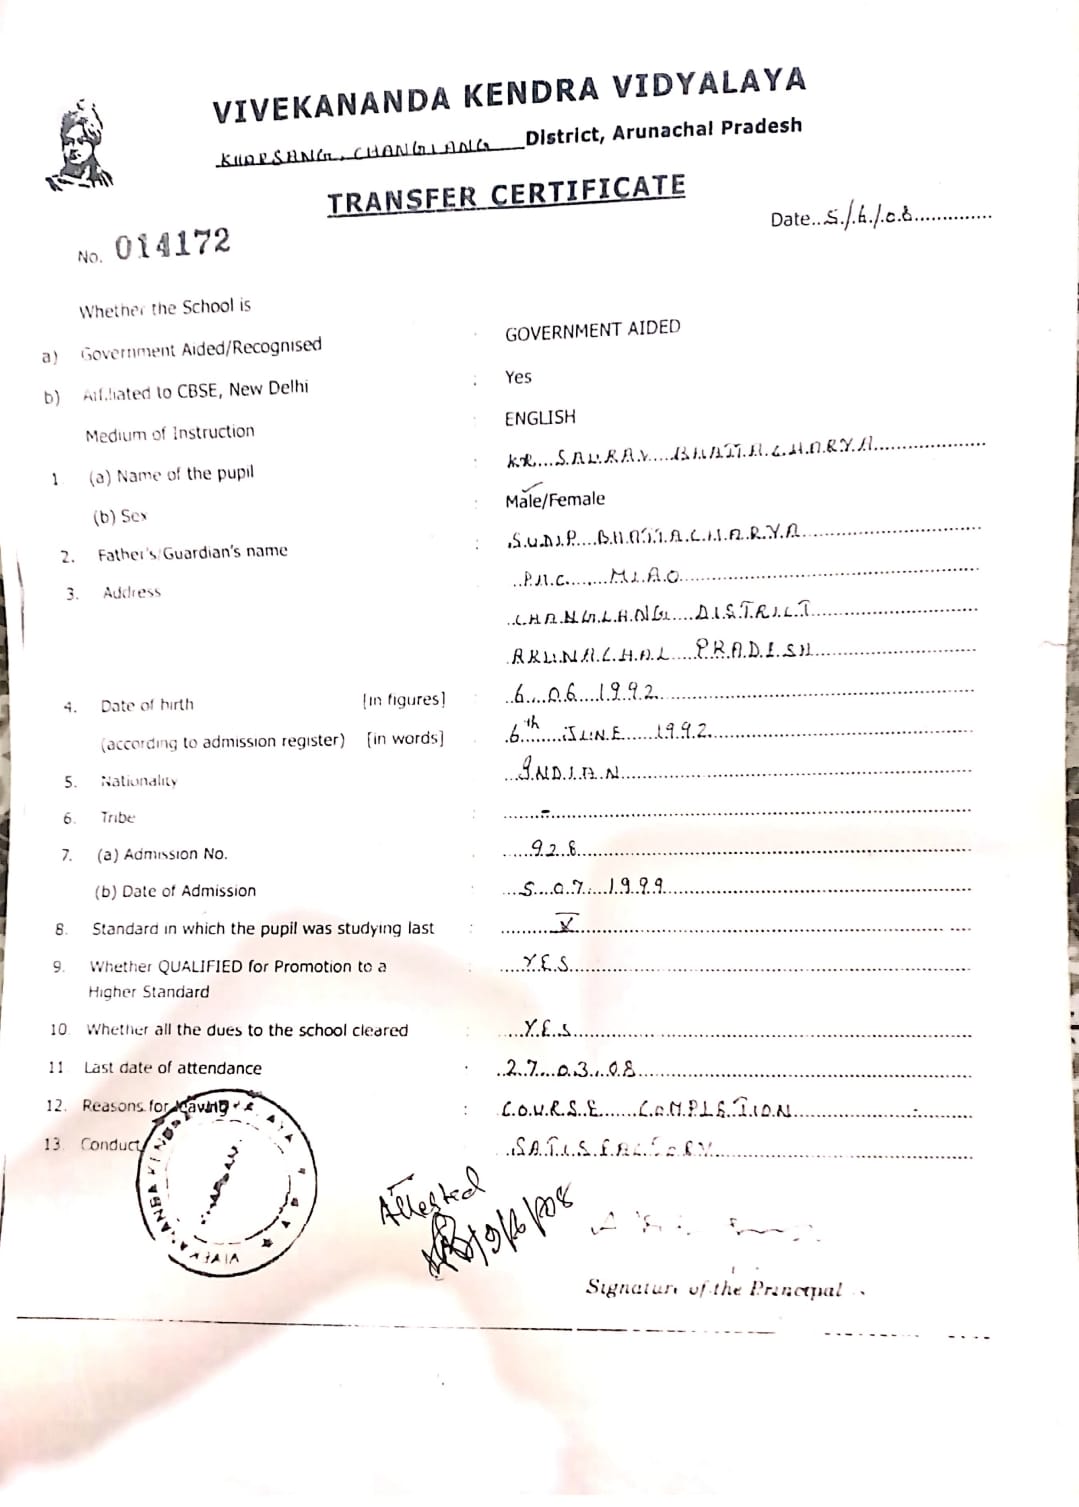 VIVEKANANDA KENDRA VIDYALAYA
KHARSANG, CHANGLANG District, Arunachal Pradesh
TRANSFER CERTIFICATE
Date..5./.6./.08..............
No. 014172
Whether the School is
a) Government Aided/Recognised : GOVERNMENT AIDED
b) Affiliated to CBSE, New Delhi : Yes
Medium of Instruction : ENGLISH
1 (a) Name of the pupil : KR. SAURAV BHATTACHARYA
(b) Sex : Male/Female
2. Father's/Guardian's name : SUDIP BHATTACHARYA
3. Address MIAO
CHANGLANG DISTRICT
ARUNACHAL PRADESH
4. Date of birth [in figures] : 6 06 1992
(according to admission register) [in words] 6th JUNE 1992
5. Nationality INDIAN
6. Tribe : -
7. (a) Admission No. 928
(b) Date of Admission : 5 07 1999
8. Standard in which the pupil was studying last : X
9. Whether QUALIFIED for Promotion to a : YES
Higher Standard
10 Whether all the dues to the school cleared : YES
11 Last date of attendance : 27 03 08
12. Reasons for leaving : COURSE COMPLETION
13. Conduct SATISFACTORY
Attested
Signature of the Principal